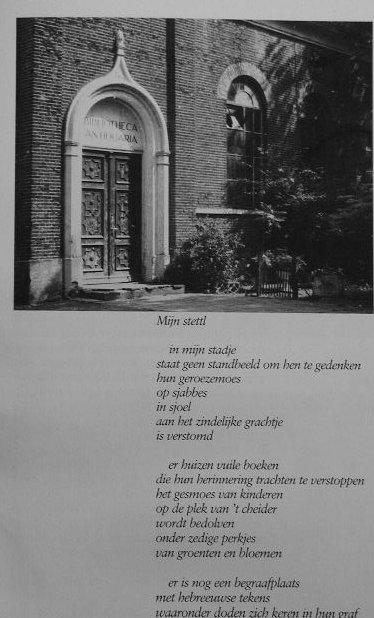 BIBLIOTHECA
ANTIQUARIA
Mijn stettl
in mijn stadje
staat geen standbeeld om hen te gedenken
hun geroezemoes
op sjabbes
in sjoel
aan het zindelijke grachtje
is verstomd
er huizen vuile boeken
die hun herinnering trachten te verstoppen
het gesmoes van kinderen
op de plek van 't cheider
wordt bedolven
onder zedige perkjes
van groenten en bloemen
er is nog een begraafplaats
met hebreeuwse tekens
waaronder doden zich keren in hun graf